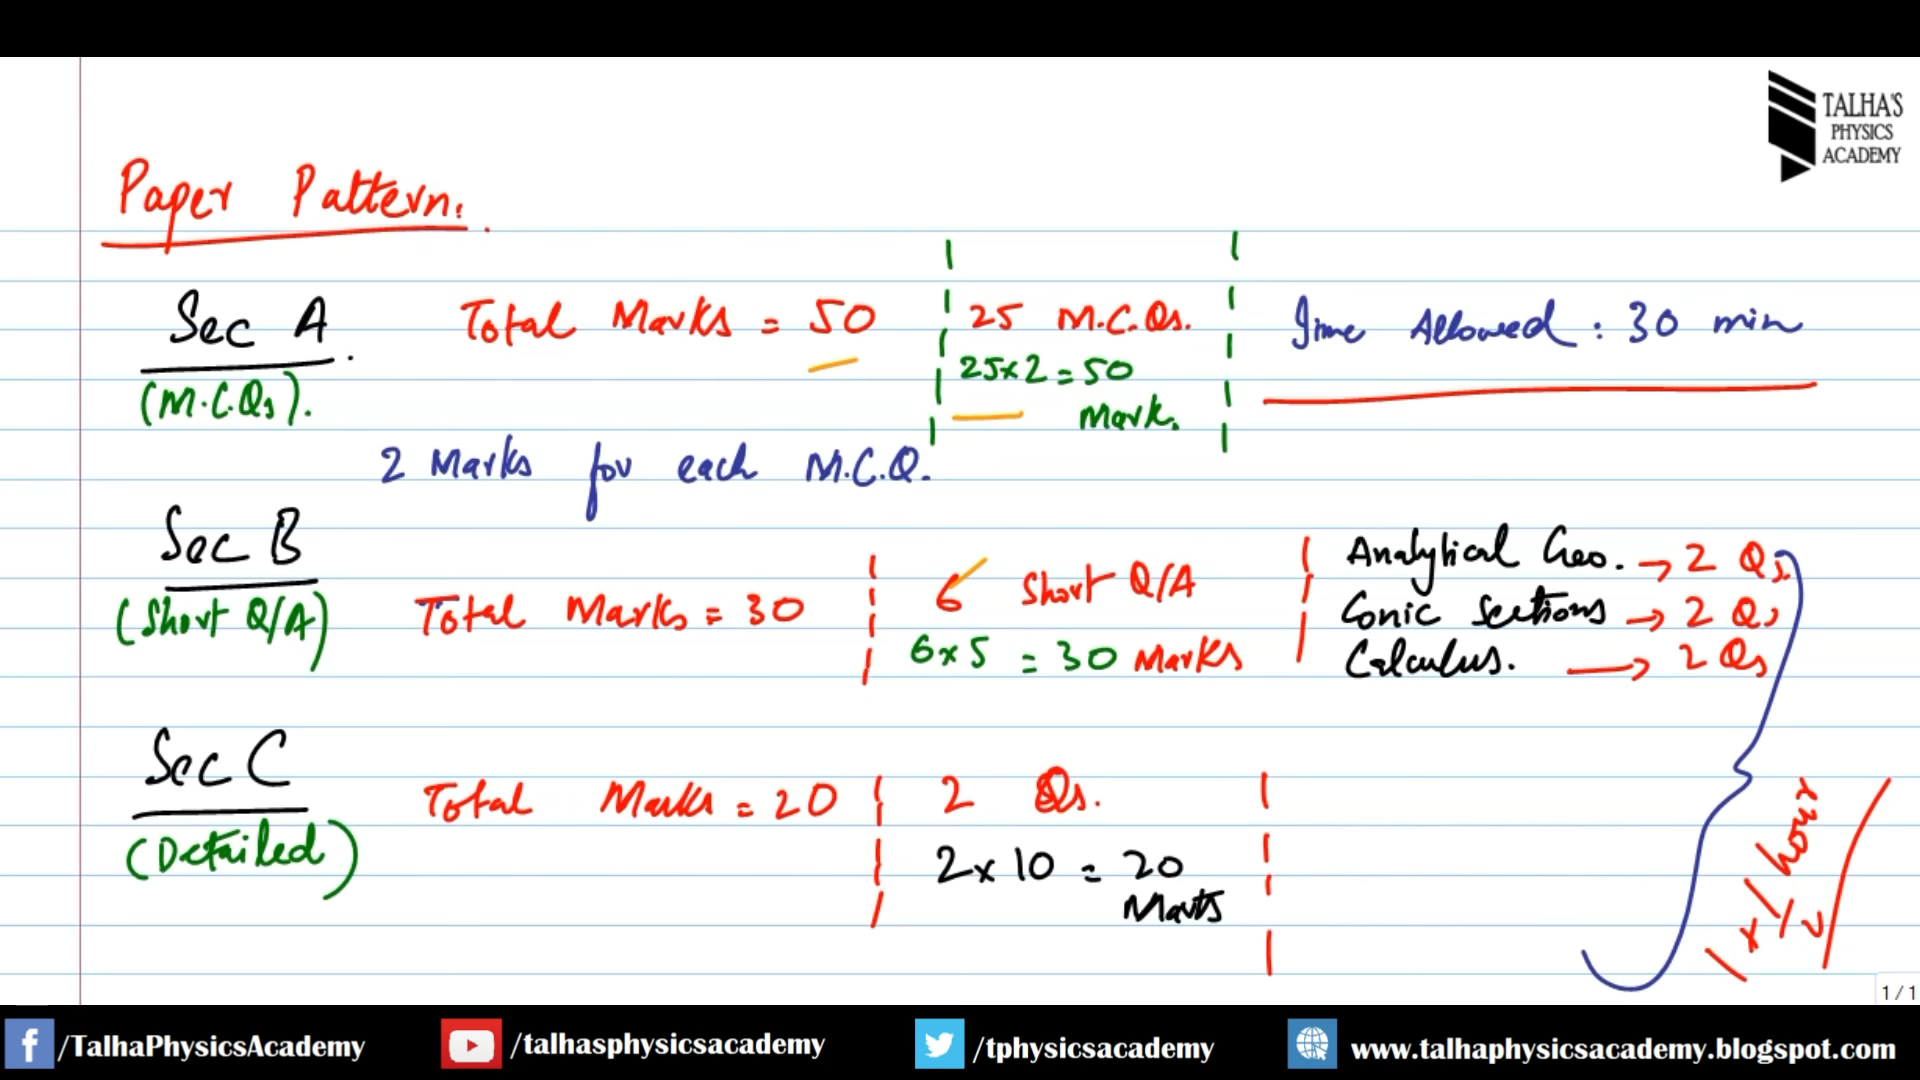 TALHA'S
PHYSICS
ACADEMY
Paper Pattern.
Sec A
(M.C.Qs).
Total Marks = 50
25 M.C.Qs.
25x2=50
Mark.
Time Allowed : 30 min
2 Marks for each M.C.Q.
Sec B
(Short Q/A)
Total Marks = 30
6 Short Q/A
6x5 = 30 Marks
Analytical Geo. → 2 Qs
Conic Sections → 2 Qs
Calculus. → 2 Qs
Sec C
(Detailed)
Total Marks = 20
2 Qs.
2x10 = 20
Marks
hour
1/1
/TalhaPhysicsAcademy
/talhasphysicsacademy
/tphysicsacademy
www.talhaphysicsacademy.blogspot.com